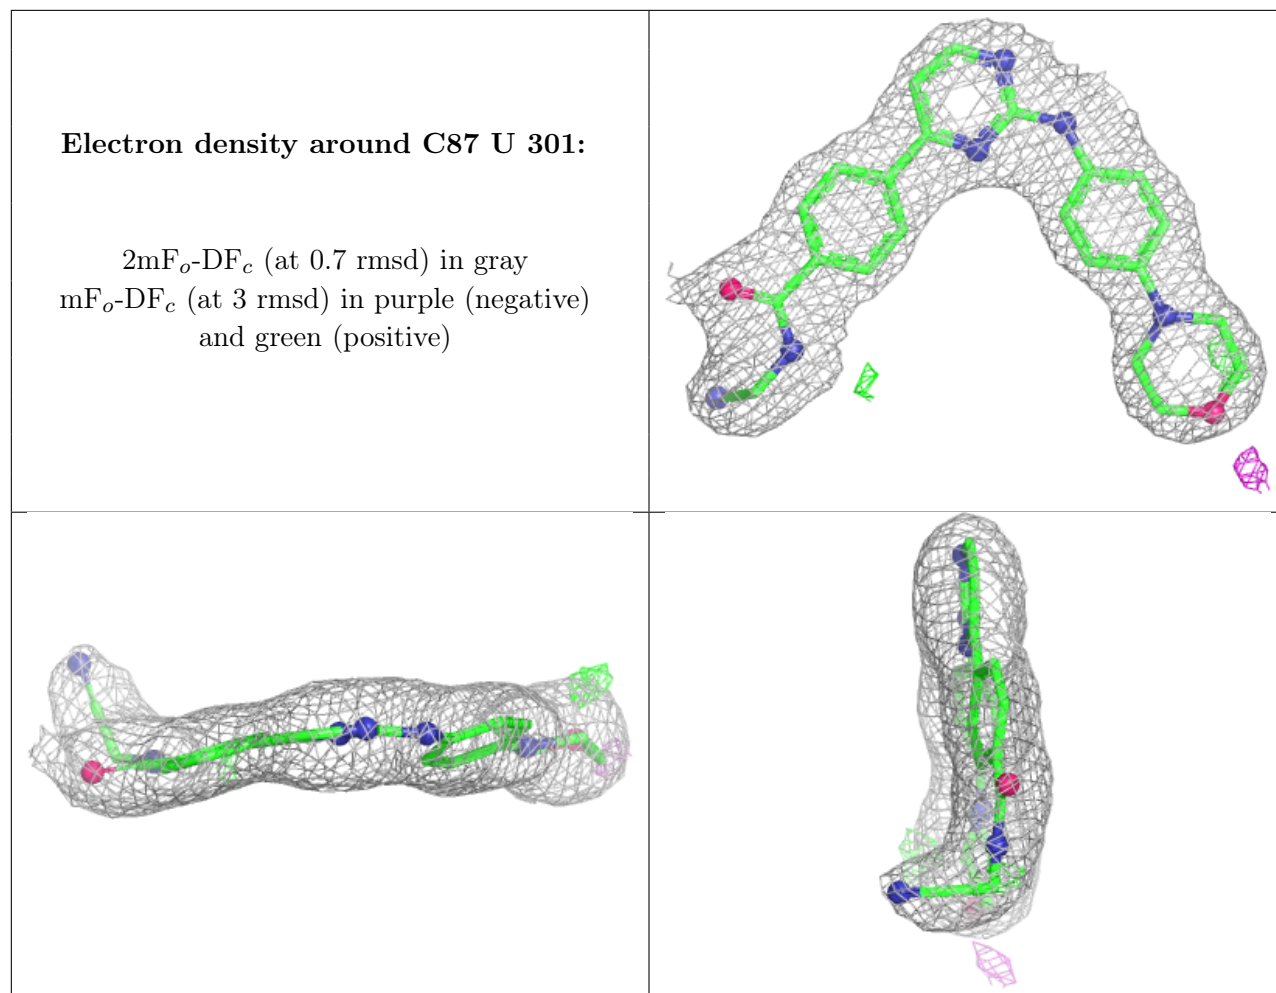 Electron density around C87 U 301:
2mFₒ-DF𝒸 (at 0.7 rmsd) in gray
mFₒ-DF𝒸 (at 3 rmsd) in purple (negative)
and green (positive)